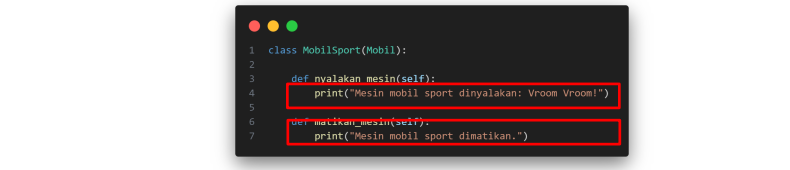 1 class MobilSport(Mobil):
2
3 def nyalakan_mesin(self):
4 print("Mesin mobil sport dinyalakan: Vroom Vroom!")
5
6 def matikan_mesin(self):
7 print("Mesin mobil sport dimatikan.")